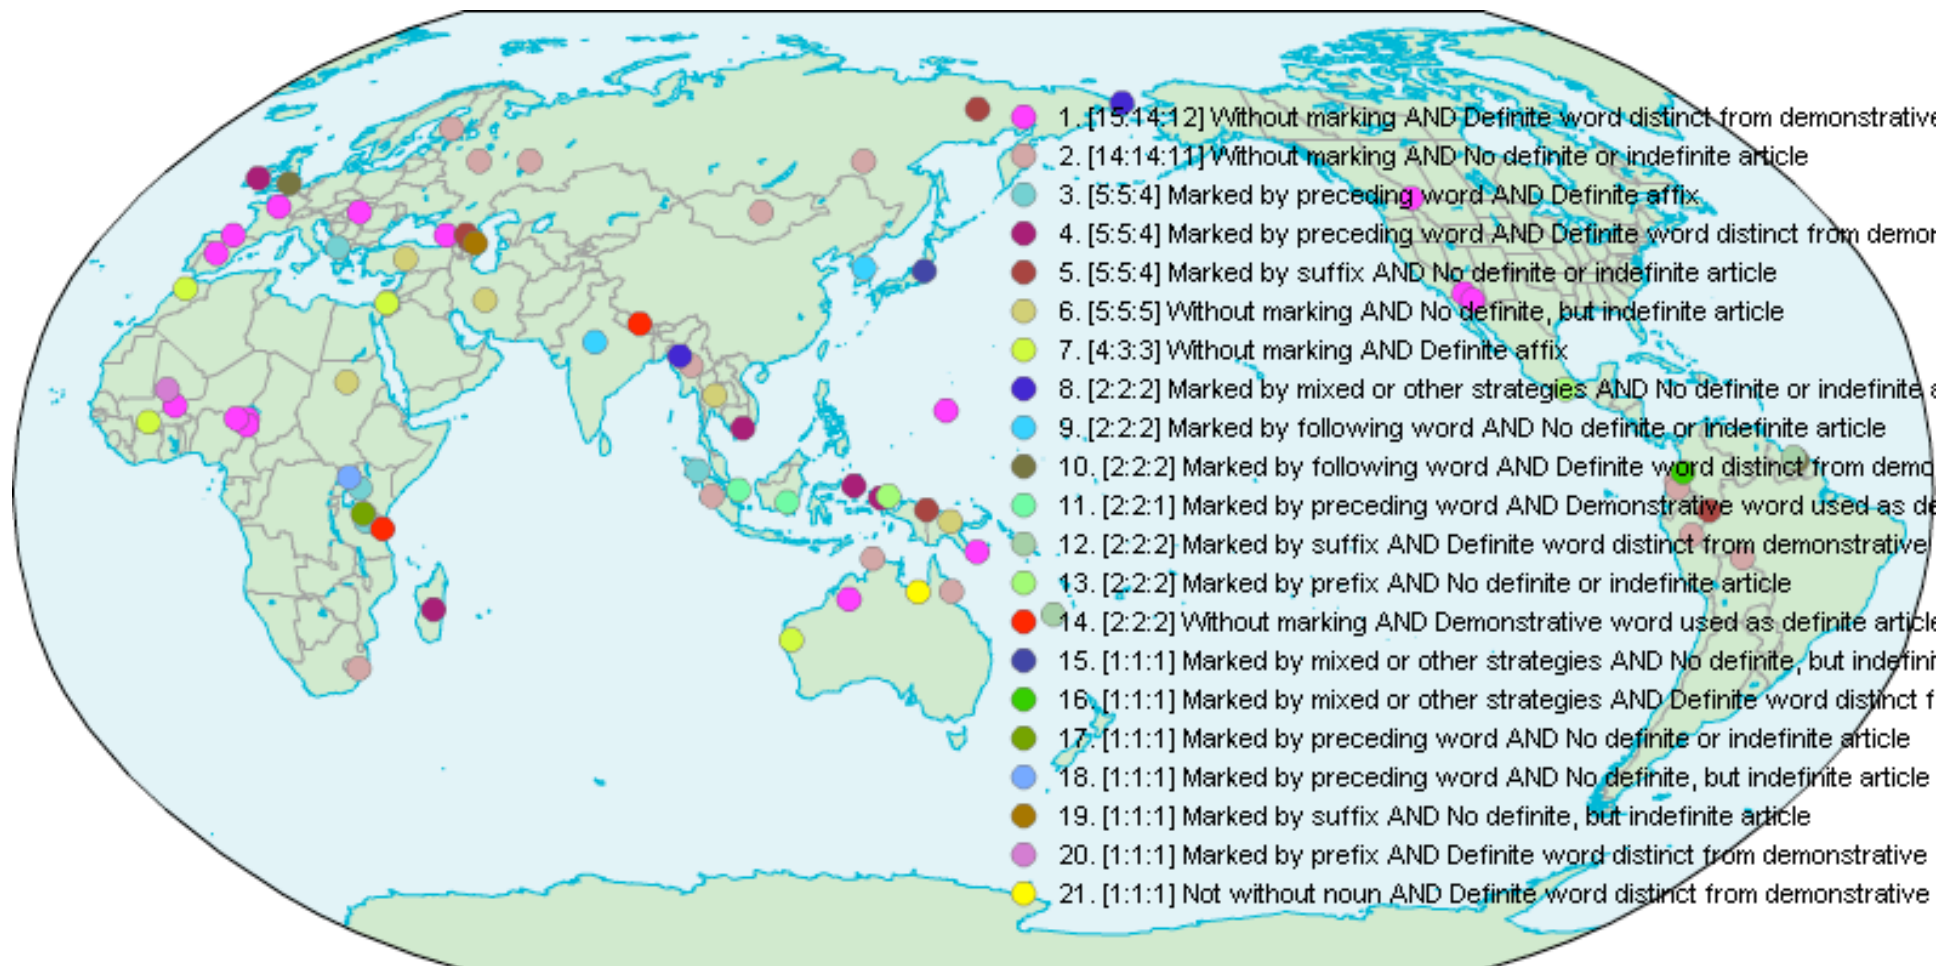 1. [15:14:12] Without marking AND Definite word distinct from demonstrative
2. [14:14:11] Without marking AND No definite or indefinite article
3. [5:5:4] Marked by preceding word AND Definite affix
4. [5:5:4] Marked by preceding word AND Definite word distinct from demor
5. [5:5:4] Marked by suffix AND No definite or indefinite article
6. [5:5:5] Without marking AND No definite, but indefinite article
7. [4:3:3] Without marking AND Definite affix
8. [2:2:2] Marked by mixed or other strategies AND No definite or indefinite a
9. [2:2:2] Marked by following word AND No definite or indefinite article
10. [2:2:2] Marked by following word AND Definite word distinct from demo
11. [2:2:1] Marked by preceding word AND Demonstrative word used as de
12. [2:2:2] Marked by suffix AND Definite word distinct from demonstrative
13. [2:2:2] Marked by prefix AND No definite or indefinite article
14. [2:2:2] Without marking AND Demonstrative word used as definite article
15. [1:1:1] Marked by mixed or other strategies AND No definite, but indefini
16. [1:1:1] Marked by mixed or other strategies AND Definite word distinct f
17. [1:1:1] Marked by preceding word AND No definite or indefinite article
18. [1:1:1] Marked by preceding word AND No definite, but indefinite article
19. [1:1:1] Marked by suffix AND No definite, but indefinite article
20. [1:1:1] Marked by prefix AND Definite word distinct from demonstrative
21. [1:1:1] Not without noun AND Definite word distinct from demonstrative